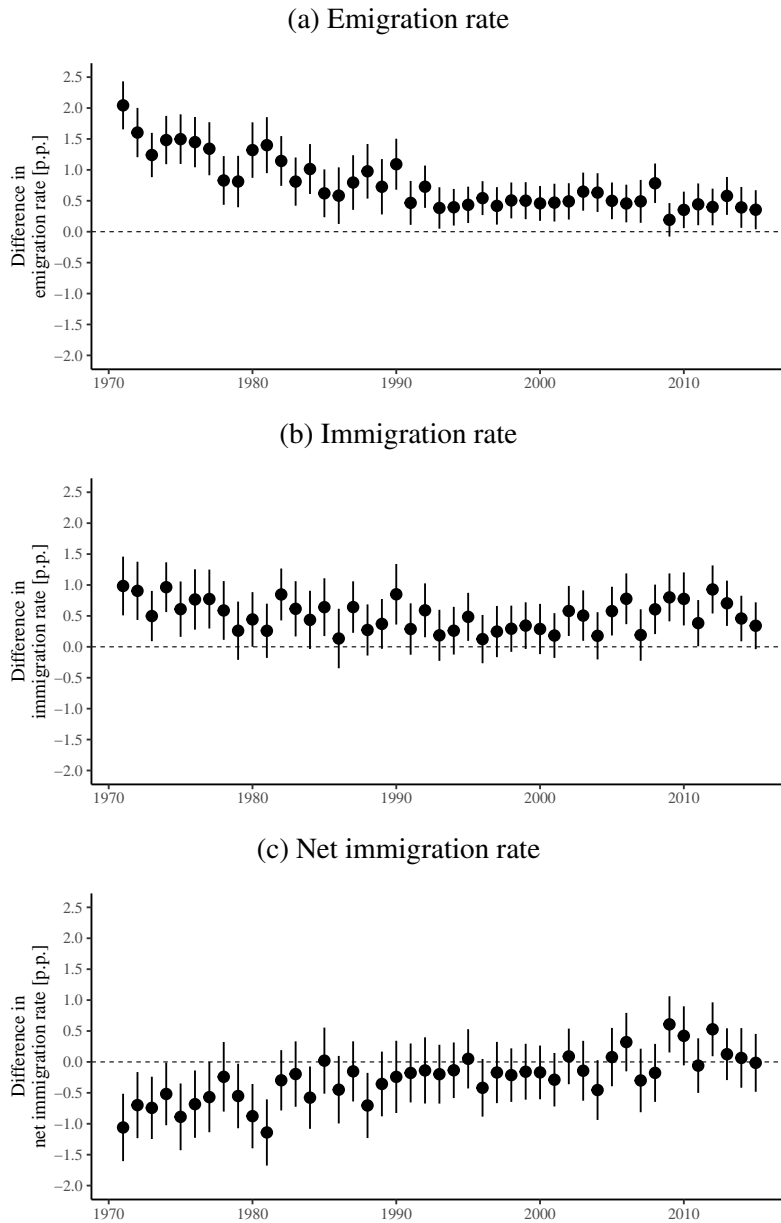 (a) Emigration rate
2.5
2.0
1.5
1.0
0.5
0.0
−0.5
−1.0
−1.5
−2.0
Difference in
emigration rate [p.p.]
1970 1980 1990 2000 2010
(b) Immigration rate
2.5
2.0
1.5
1.0
0.5
0.0
−0.5
−1.0
−1.5
−2.0
Difference in
immigration rate [p.p.]
1970 1980 1990 2000 2010
(c) Net immigration rate
2.5
2.0
1.5
1.0
0.5
0.0
−0.5
−1.0
−1.5
−2.0
Difference in
net immigration rate [p.p.]
1970 1980 1990 2000 2010